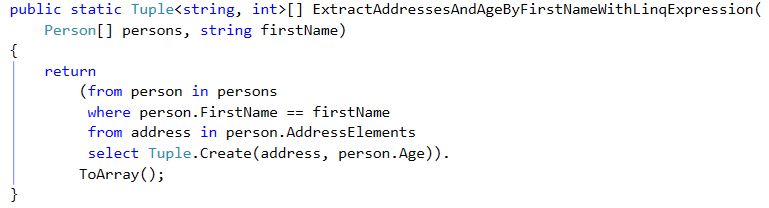 public static Tuple<string, int>[] ExtractAddressesAndAgeByFirstNameWithLinqExpression(
    Person[] persons, string firstName)
{
    return
        (from person in persons
         where person.FirstName == firstName
         from address in person.AddressElements
         select Tuple.Create(address, person.Age)).
        ToArray();
}